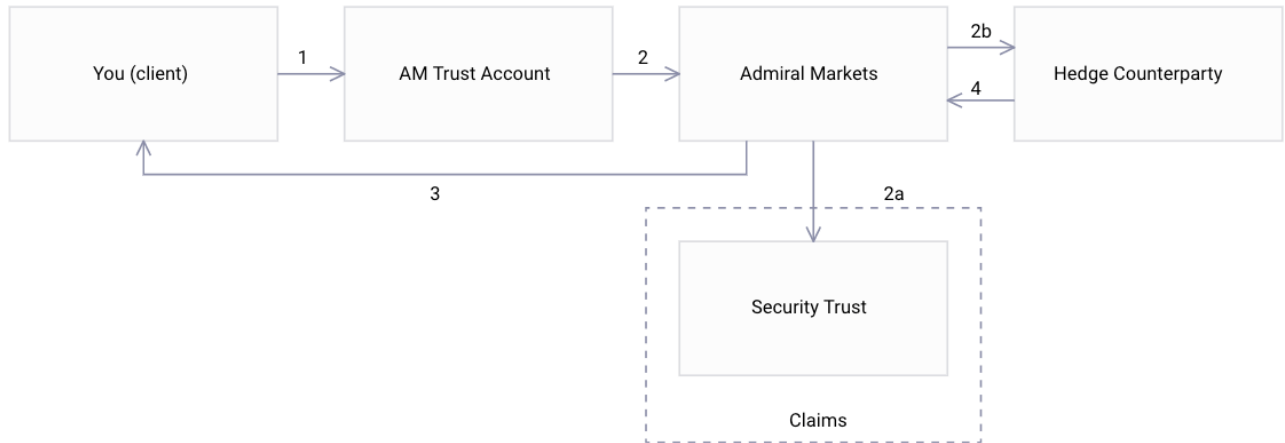 You (client)
1
AM Trust Account
2
Admiral Markets
2b
4
Hedge Counterparty
3
2a
Security Trust
Claims